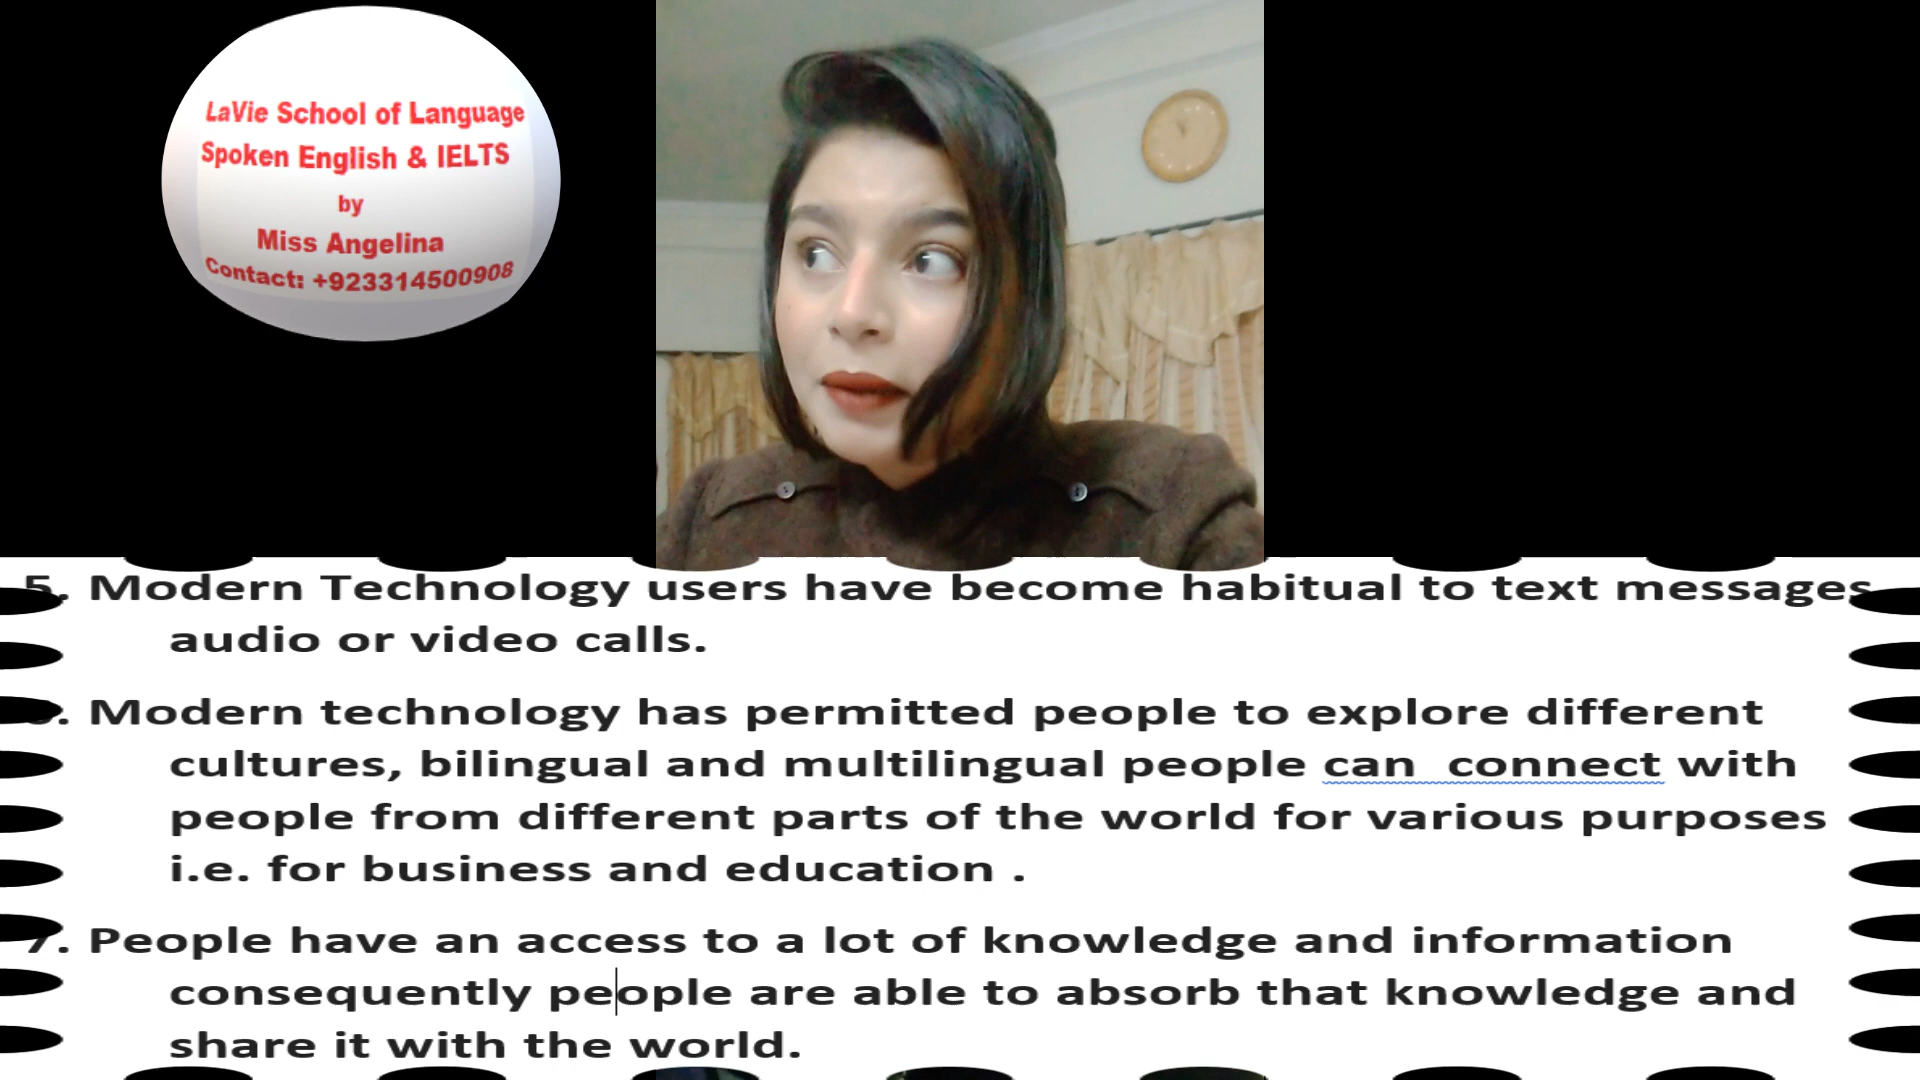 LaVie School of Language
Spoken English & IELTS
by
Miss Angelina
Contact: +923314500908
5. Modern Technology users have become habitual to text messages
audio or video calls.
6. Modern technology has permitted people to explore different
cultures, bilingual and multilingual people can  connect with
people from different parts of the world for various purposes
i.e. for business and education .
7. People have an access to a lot of knowledge and information
consequently people are able to absorb that knowledge and
share it with the world.